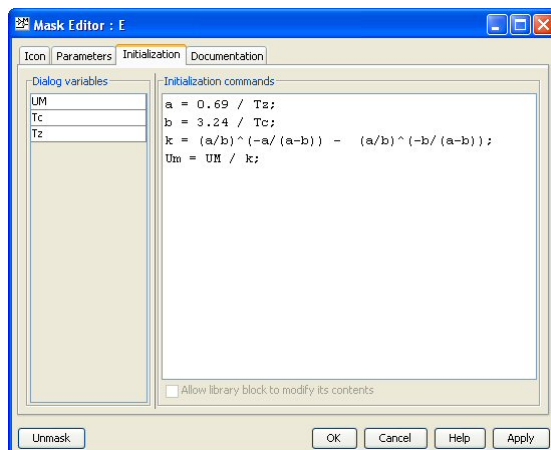 Mask Editor : E
Icon Parameters Initialization Documentation
Dialog variables
UM
Tc
Tz
Initialization commands
a = 0.69 / Tz;
b = 3.24 / Tc;
k = (a/b)^(-a/(a-b)) - (a/b)^(-b/(a-b));
Um = UM / k;
Allow library block to modify its contents
Unmask OK Cancel Help Apply